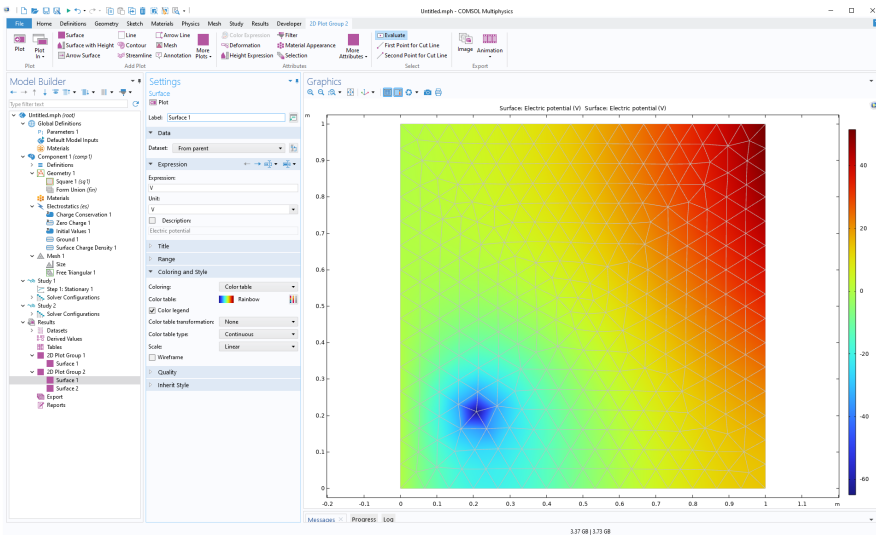 Untitled.mph - COMSOL Multiphysics
File Home Definitions Geometry Sketch Materials Physics Mesh Study Results Developer 2D Plot Group 2
Plot
Plot In
Plot
Surface
Surface with Height
Arrow Surface
Line
Contour
Streamline
Arrow Line
Mesh
Annotation
More Plots
Add Plot
Color Expression
Deformation
Height Expression
Filter
Material Appearance
Selection
More Attributes
Attributes
Evaluate
First Point for Cut Line
Second Point for Cut Line
Select
Image
Animation
Export
Model Builder
Type filter text
Untitled.mph (root)
Global Definitions
Pi Parameters 1
Default Model Inputs
Materials
Component 1 (comp1)
Definitions
Geometry 1
Square 1 (sq1)
Form Union (fin)
Materials
Electrostatics (es)
Charge Conservation 1
Zero Charge 1
Initial Values 1
Ground 1
Surface Charge Density 1
Mesh 1
Size
Free Triangular 1
Study 1
Step 1: Stationary 1
Solver Configurations
Study 2
Solver Configurations
Results
Datasets
Derived Values
Tables
2D Plot Group 1
Surface 1
2D Plot Group 2
Surface 1
Surface 2
Export
Reports
Settings
Surface
Plot
Label: Surface 1
Data
Dataset: From parent
Expression
Expression:
V
Unit:
V
Description:
Electric potential
Title
Range
Coloring and Style
Coloring: Color table
Color table: Rainbow
Color legend
Color table transformation: None
Color table type: Continuous
Scale: Linear
Wireframe
Quality
Inherit Style
Graphics
Surface: Electric potential (V) Surface: Electric potential (V)
m
1
0.9
0.8
0.7
0.6
0.5
0.4
0.3
0.2
0.1
0
-0.2 -0.1 0 0.1 0.2 0.3 0.4 0.5 0.6 0.7 0.8 0.9 1 1.1 m
40
20
0
-20
-40
-60
Messages Progress Log
3.37 GB | 3.73 GB